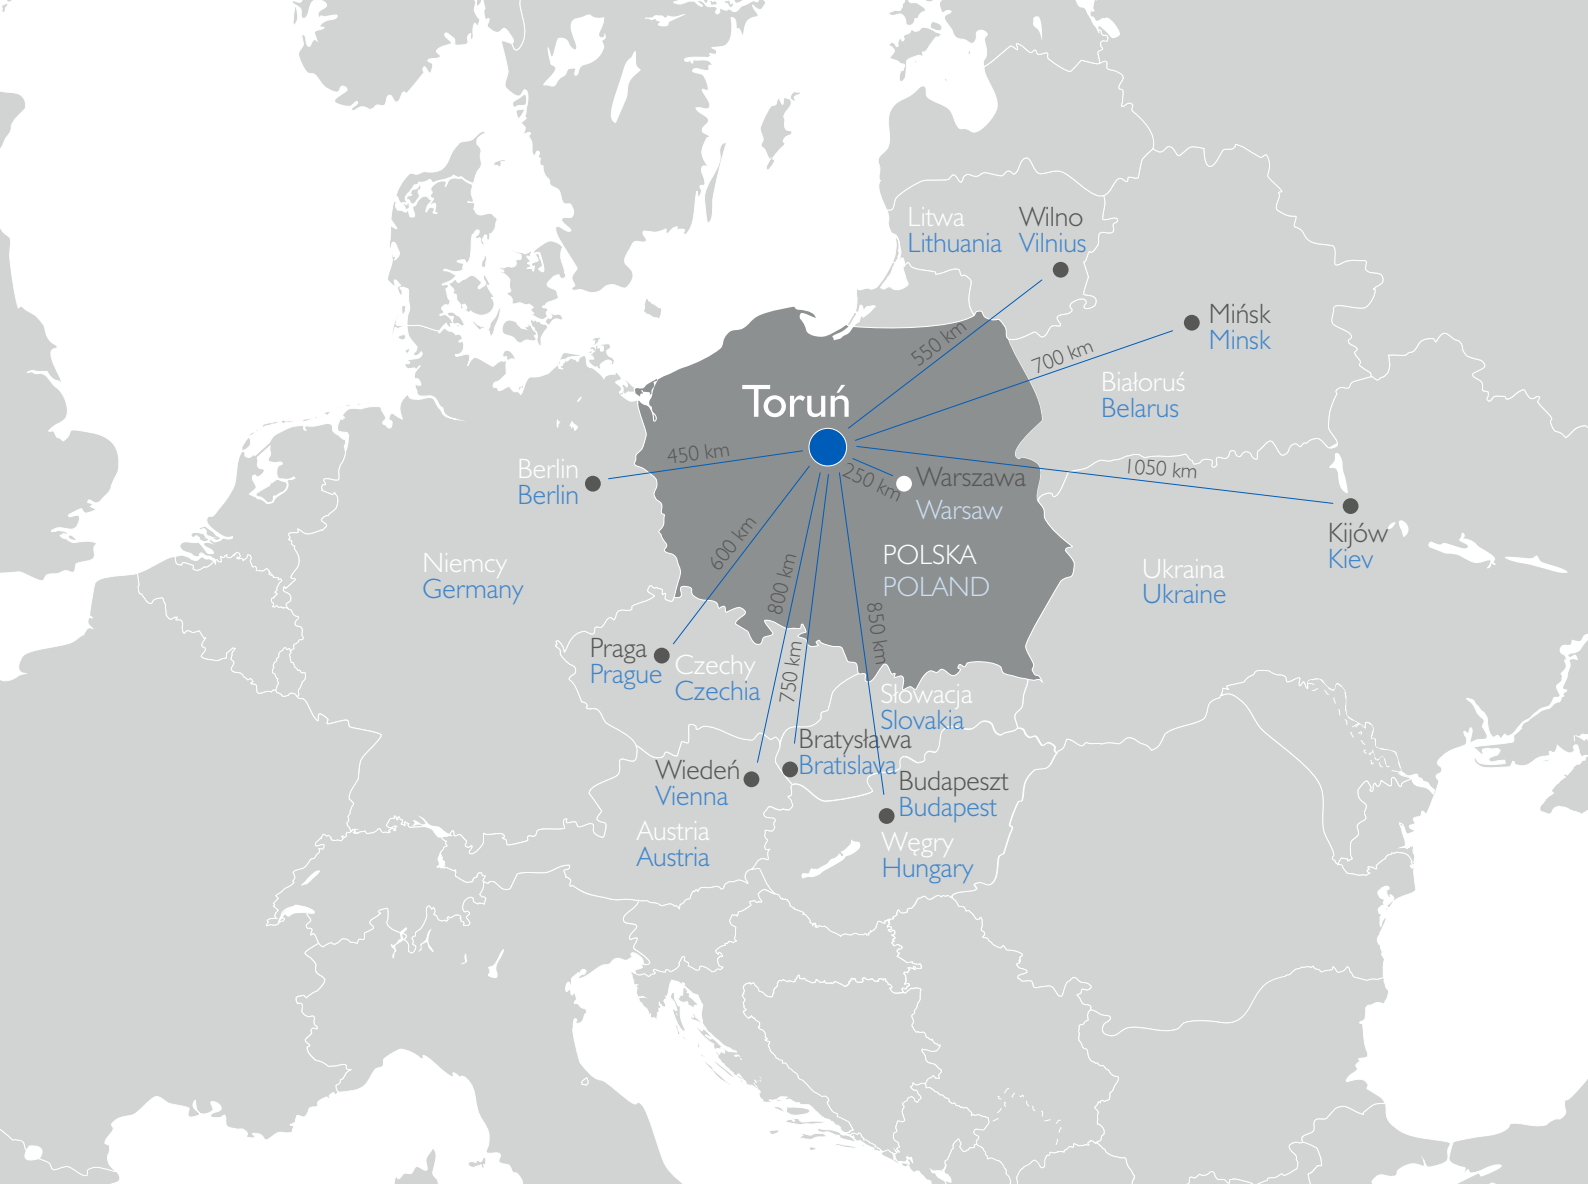 Litwa
Lithuania
Wilno
Vilnius
Mińsk
Minsk
550 km
700 km
Białoruś
Belarus
Toruń
450 km
Berlin
Berlin
250 km
Warszawa
Warsaw
1050 km
Kijów
Kiev
600 km
POLSKA
POLAND
Niemcy
Germany
Ukraina
Ukraine
800 km
850 km
750 km
Praga
Prague
Czechy
Czechia
Słowacja
Slovakia
Bratysława
Bratislava
Wiedeń
Vienna
Budapeszt
Budapest
Austria
Austria
Węgry
Hungary